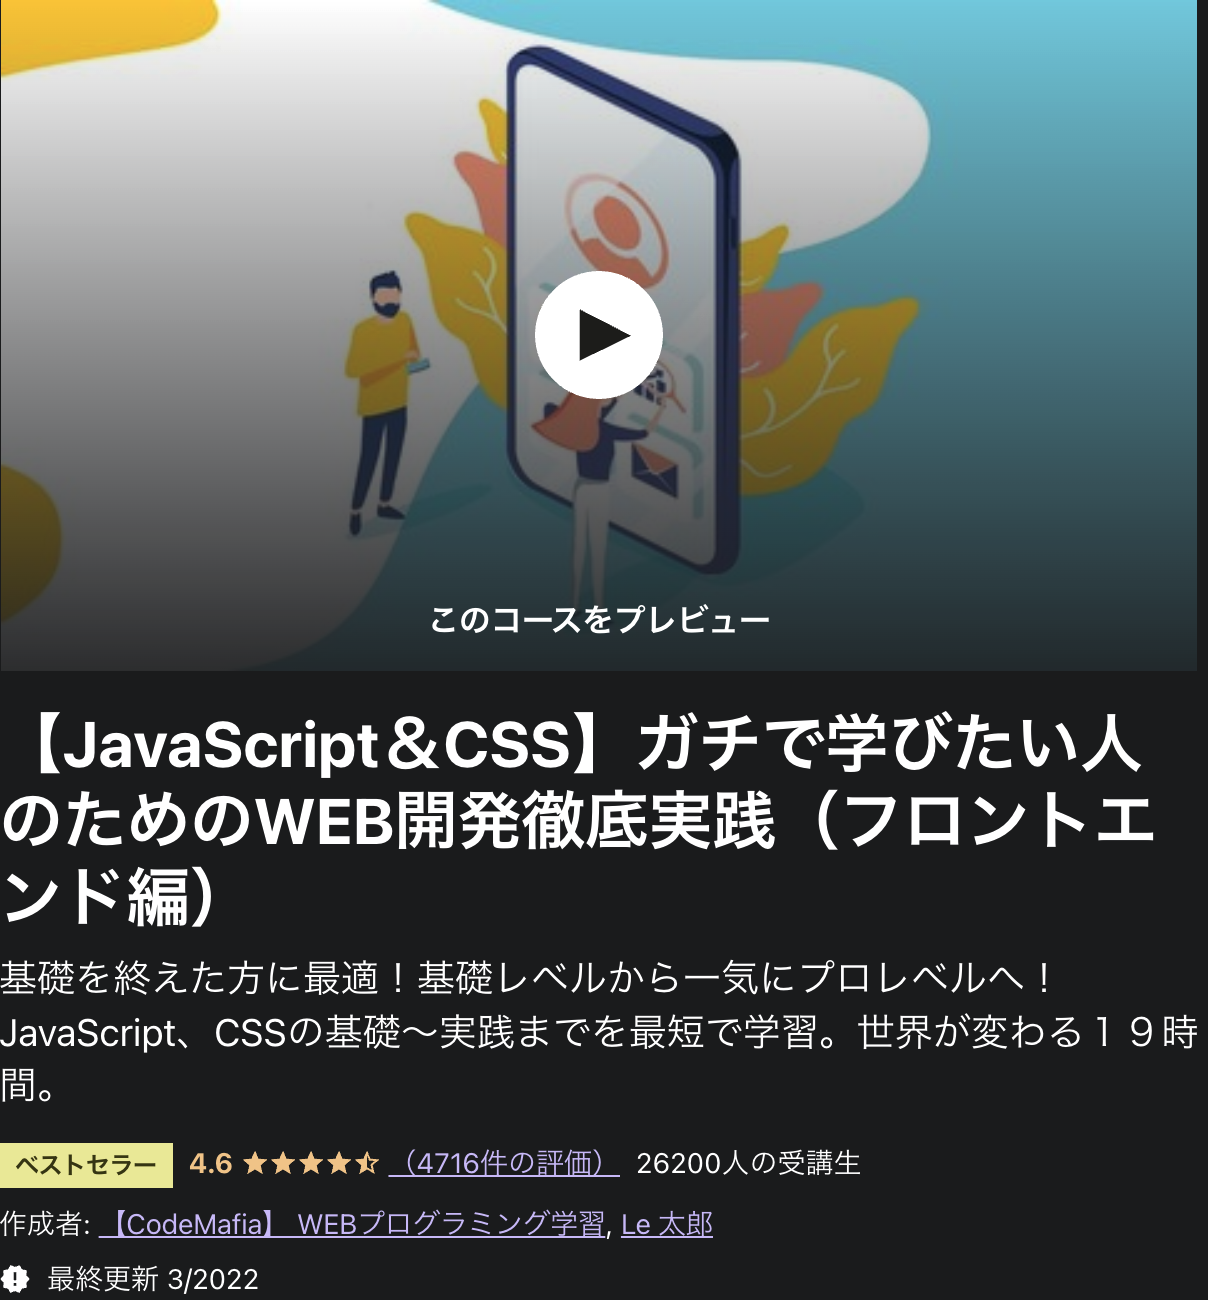 このコースをプレビュー
【JavaScript＆CSS】ガチで学びたい人
のためのWEB開発徹底実践（フロントエ
ンド編）
基礎を終えた方に最適！基礎レベルから一気にプロレベルへ！
JavaScript、CSSの基礎〜実践までを最短で学習。世界が変わる１９時
間。
ベストセラー 4.6 （4716件の評価） 26200人の受講生
作成者: 【CodeMafia】 WEBプログラミング学習, Le 太郎
最終更新 3/2022